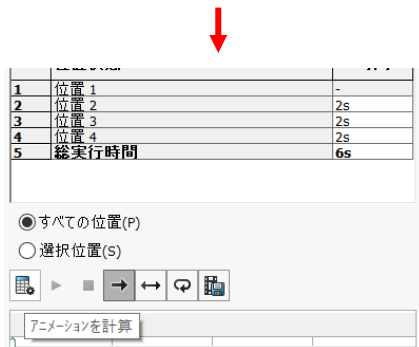 1 位置 1 -
2 位置 2 2s
3 位置 3 2s
4 位置 4 2s
5 総実行時間 6s
すべての位置(P)
選択位置(S)
アニメーションを計算